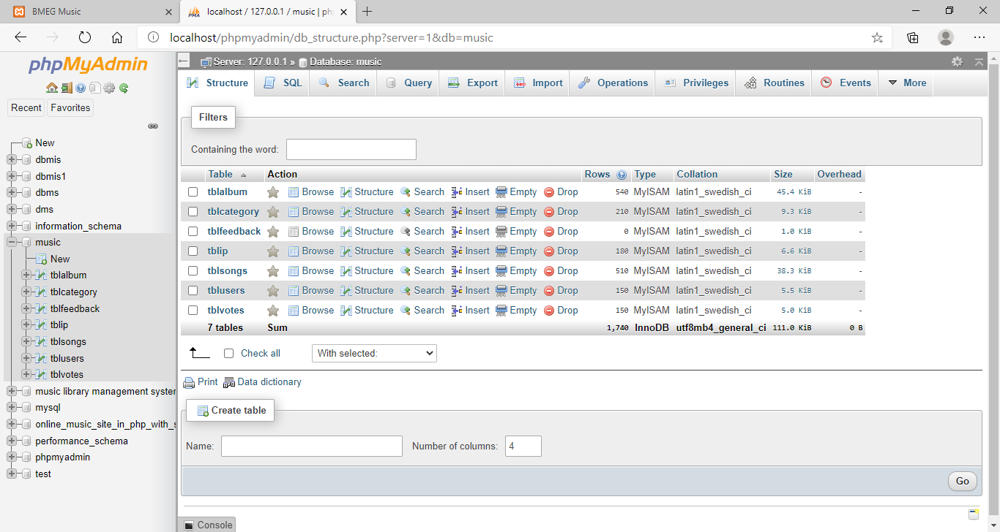 BMEG Music
localhost / 127.0.0.1 / music | ph
localhost/phpmyadmin/db_structure.php?server=1&db=music
phpMyAdmin
Recent Favorites
New
dbmis
dbmis1
dbms
dms
information_schema
music
New
tblalbum
tblcategory
tblfeedback
tblip
tblsongs
tblusers
tblvotes
music library management syster
mysql
online_music_site_in_php_with_s
performance_schema
phpmyadmin
test
Server: 127.0.0.1 » Database: music
Structure SQL Search Query Export Import Operations Privileges Routines Events More
Filters
Containing the word:
Table Action Rows Type Collation Size Overhead
tblalbum Browse Structure Search Insert Empty Drop 540 MyISAM latin1_swedish_ci 45.4 KiB -
tblcategory Browse Structure Search Insert Empty Drop 210 MyISAM latin1_swedish_ci 9.3 KiB -
tblfeedback Browse Structure Search Insert Empty Drop 0 MyISAM latin1_swedish_ci 1.0 KiB -
tblip Browse Structure Search Insert Empty Drop 180 MyISAM latin1_swedish_ci 6.6 KiB -
tblsongs Browse Structure Search Insert Empty Drop 510 MyISAM latin1_swedish_ci 38.3 KiB -
tblusers Browse Structure Search Insert Empty Drop 150 MyISAM latin1_swedish_ci 5.5 KiB -
tblvotes Browse Structure Search Insert Empty Drop 150 MyISAM latin1_swedish_ci 5.0 KiB -
7 tables Sum 1,740 InnoDB utf8mb4_general_ci 111.0 KiB 0 B
Check all With selected:
Print Data dictionary
Create table
Name: Number of columns: 4
Go
Console